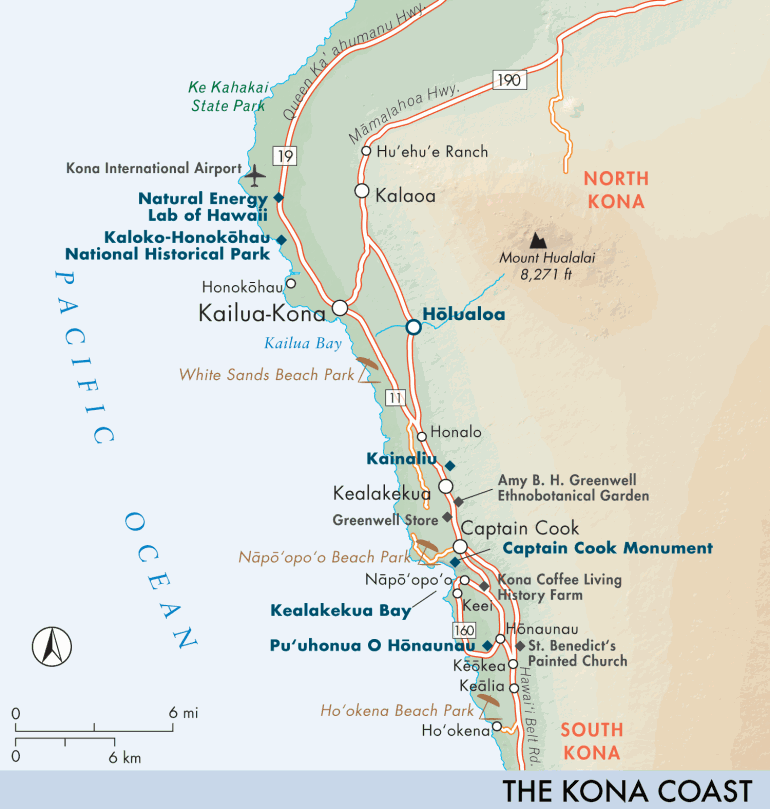 Queen Ka'ahumanu Hwy.
Ke Kahakai
State Park
190
Māmalahoa Hwy.
19
Hu'ehu'e Ranch
Kona International Airport
NORTH
KONA
Kalaoa
Natural Energy
Lab of Hawaii
Kaloko-Honokōhau
National Historical Park
Mount Hualalai
8,271 ft
Honokōhau
Kailua-Kona
Hōlualoa
Kailua Bay
PACIFIC
OCEAN
White Sands Beach Park
11
Honalo
Kainaliu
Amy B. H. Greenwell
Ethnobotanical Garden
Kealakekua
Greenwell Store
Captain Cook
Captain Cook Monument
Nāpō'opo'o Beach Park
Nāpō'opo'o
Kona Coffee Living
History Farm
Keei
Kealakekua Bay
160
Hōnaunau
Pu'uhonua O Hōnaunau
St. Benedict's
Painted Church
Kēōkea
Keālia
Hawai'i Belt Rd.
Ho'okena Beach Park
Ho'okena
SOUTH
KONA
0
6 mi
0
6 km
THE KONA COAST